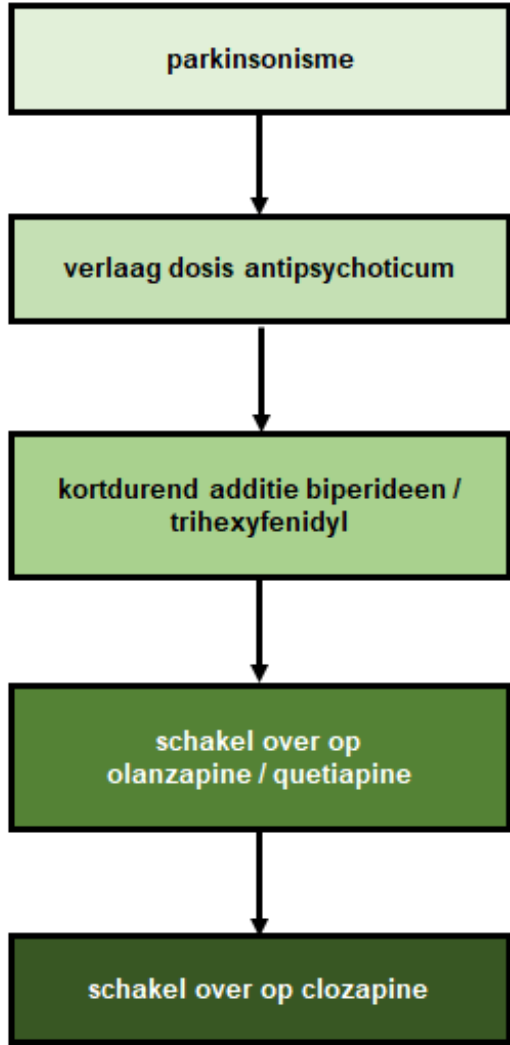 parkinsonisme
verlaag dosis antipsychoticum
kortdurend additie biperideen /
trihexyfenidyl
schakel over op
olanzapine / quetiapine
schakel over op clozapine